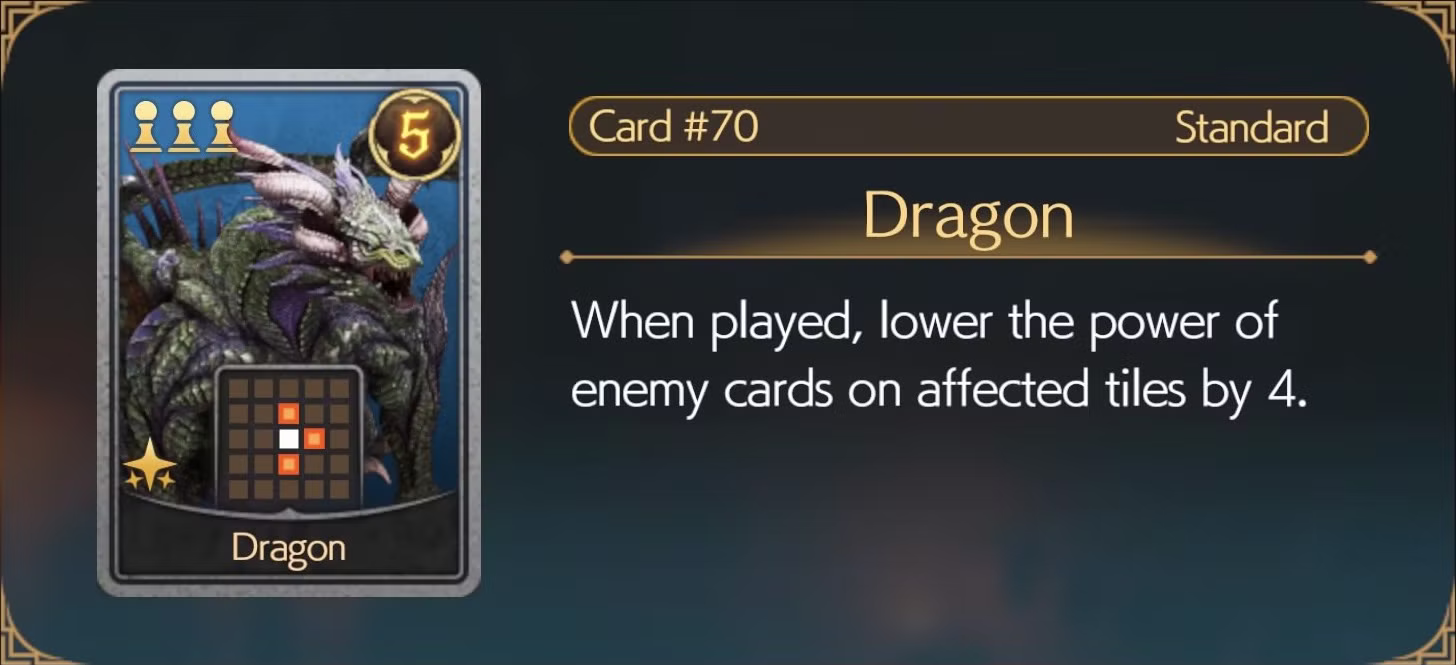 5
Dragon
Card #70 Standard
Dragon
When played, lower the power of
enemy cards on affected tiles by 4.